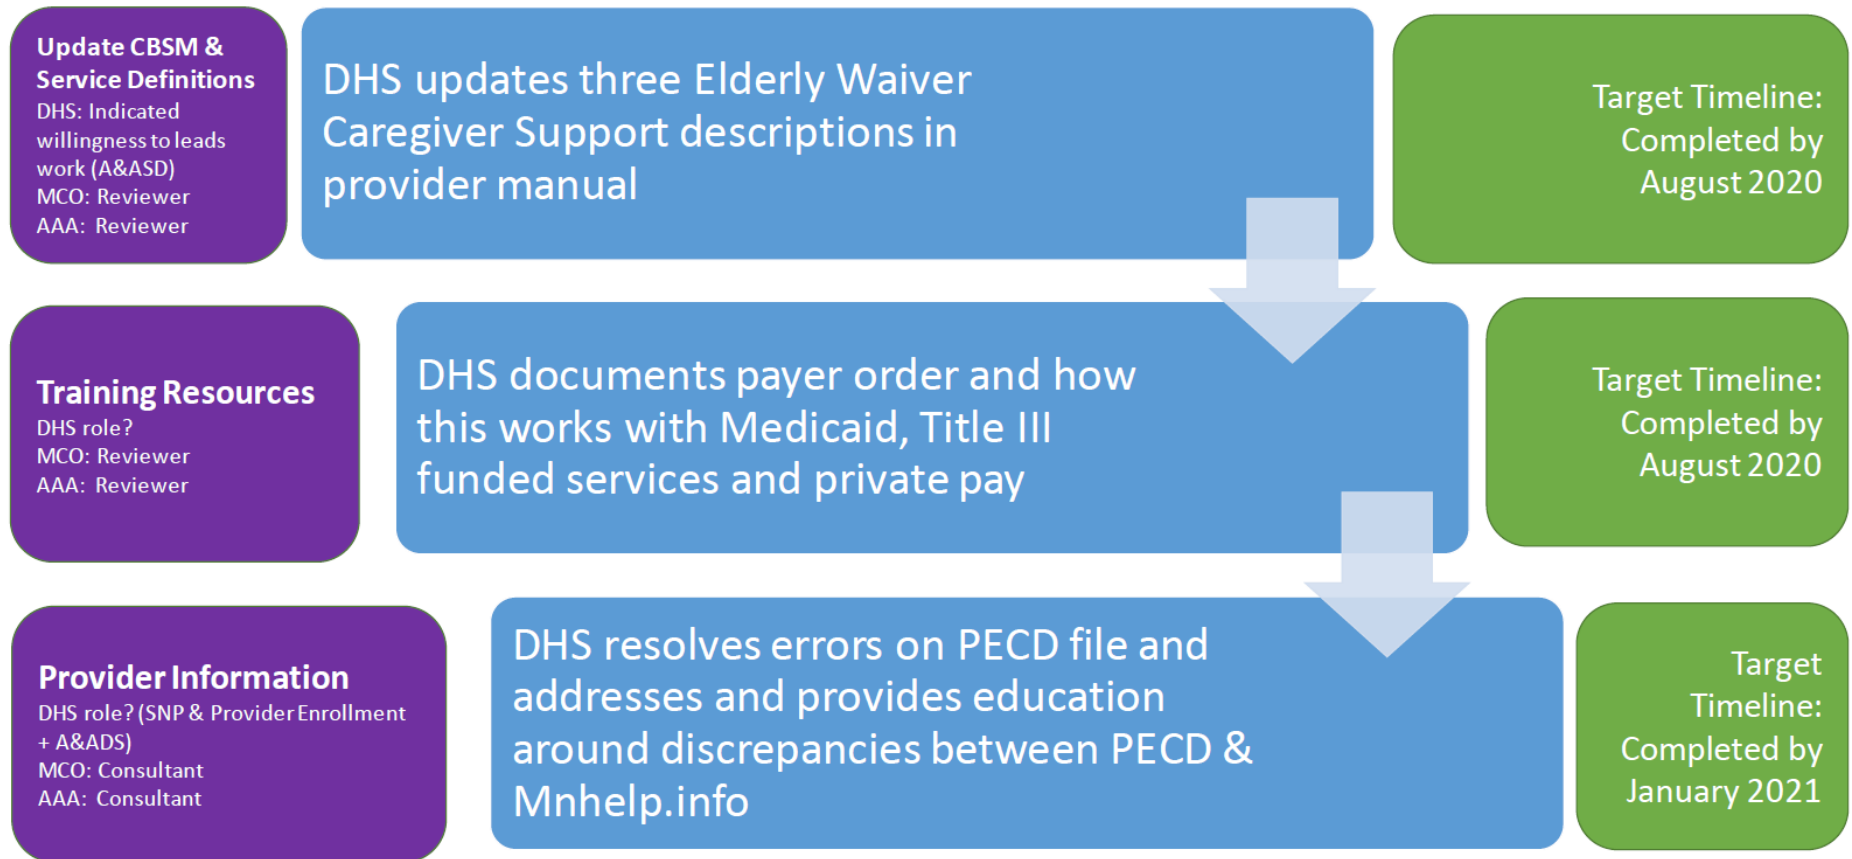 Update CBSM &
Service Definitions
DHS: Indicated
willingness to leads
work (A&ASD)
MCO: Reviewer
AAA: Reviewer
DHS updates three Elderly Waiver
Caregiver Support descriptions in
provider manual
Target Timeline:
Completed by
August 2020
Training Resources
DHS role?
MCO: Reviewer
AAA: Reviewer
DHS documents payer order and how
this works with Medicaid, Title III
funded services and private pay
Target Timeline:
Completed by
August 2020
Provider Information
DHS role? (SNP & Provider Enrollment
+ A&ADS)
MCO: Consultant
AAA: Consultant
DHS resolves errors on PECD file and
addresses and provides education
around discrepancies between PECD &
Mnhelp.info
Target
Timeline:
Completed by
January 2021